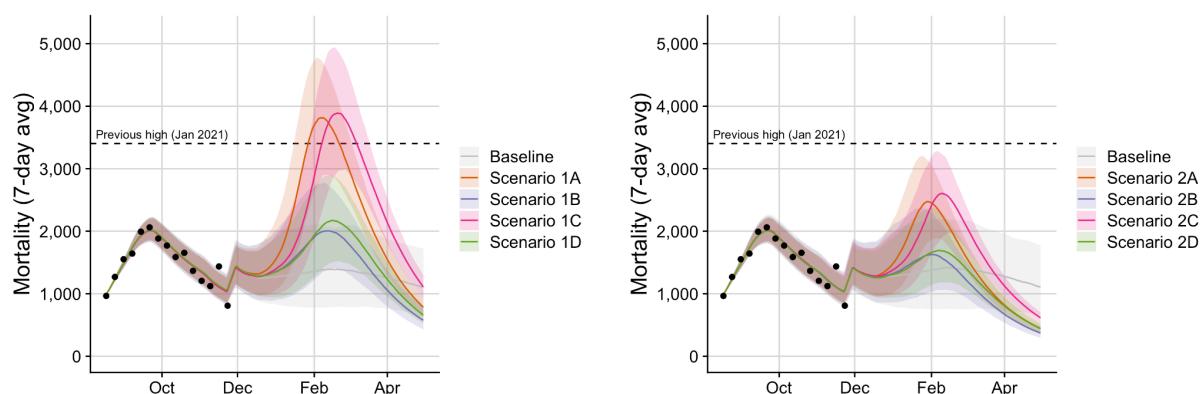 Mortality (7-day avg)
5,000
4,000
3,000
2,000
1,000
0
Previous high (Jan 2021)
Oct
Dec
Feb
Apr
Baseline
Scenario 1A
Scenario 1B
Scenario 1C
Scenario 1D
Mortality (7-day avg)
5,000
4,000
3,000
2,000
1,000
0
Previous high (Jan 2021)
Oct
Dec
Feb
Apr
Baseline
Scenario 2A
Scenario 2B
Scenario 2C
Scenario 2D